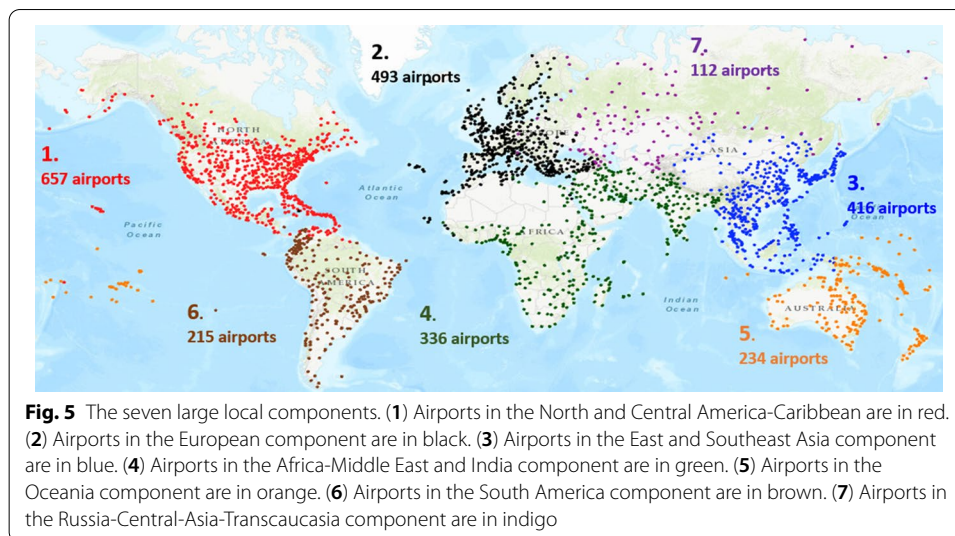 2.
493 airports
7.
112 airports
NORTH
ASIA
1.
657 airports
Atlantic
Ocean
3.
416 airports
Pacific
Ocean
AFRICA
SOUTH
AMERICA
Indian
Ocean
6.
215 airports
4.
336 airports
5.
234 airports
Fig. 5 The seven large local components. (1) Airports in the North and Central America-Caribbean are in red.
(2) Airports in the European component are in black. (3) Airports in the East and Southeast Asia component
are in blue. (4) Airports in the Africa-Middle East and India component are in green. (5) Airports in the
Oceania component are in orange. (6) Airports in the South America component are in brown. (7) Airports in
the Russia-Central-Asia-Transcaucasia component are in indigo